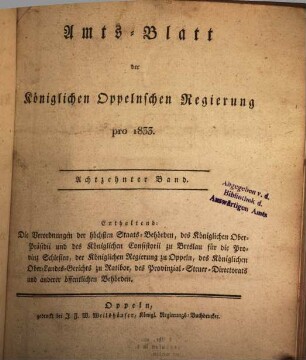 Amts-Blatt
der
Königlichen Oppelnschen Regierung
pro 1833.
Achtzehnter Band.
Abgegeben v. d.
Bibliothek d.
Auswärtigen Amts
Enthaltend:
Die Verordnungen der höchsten Staats-Behörden, des Königlichen Ober-
Präsidii und des Königlichen Consistorii zu Breslau für die Pro-
vinz Schlesien, der Königlichen Regierung zu Oppeln, des Königlichen
Ober-Landes-Gerichts zu Ratibor, des Provinzial-Steuer-Directorats
und anderer öffentlichen Behörden.
Oppeln,
gedruckt bei J. F. W. Weilshäuser, Königl. Regierungs-Buchdrucker.